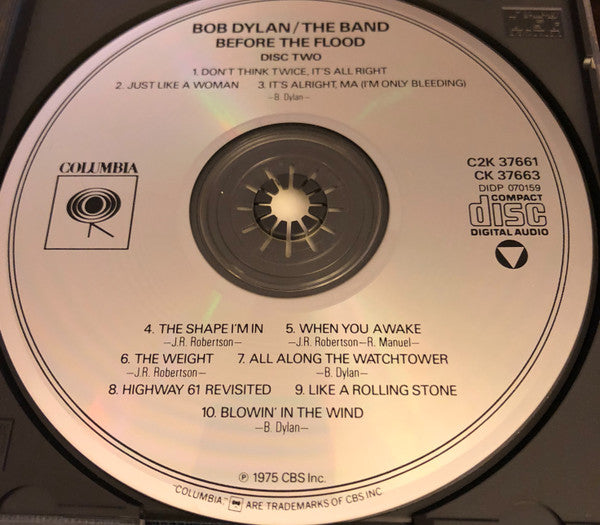 BOB DYLAN/THE BAND
BEFORE THE FLOOD
DISC TWO
1. DON'T THINK TWICE, IT'S ALL RIGHT
2. JUST LIKE A WOMAN 3. IT'S ALRIGHT, MA (I'M ONLY BLEEDING)
—B. Dylan—
COLUMBIA
C2K 37661
CK 37663
DIDP 070159
COMPACT
disc
DIGITAL AUDIO
4. THE SHAPE I'M IN 5. WHEN YOU AWAKE
—J.R. Robertson— —J.R. Robertson—R. Manuel—
6. THE WEIGHT 7. ALL ALONG THE WATCHTOWER
—J.R. Robertson— —B. Dylan—
8. HIGHWAY 61 REVISITED 9. LIKE A ROLLING STONE
10. BLOWIN' IN THE WIND
—B. Dylan—
℗ 1975 CBS Inc.
"COLUMBIA," ARE TRADEMARKS OF CBS INC